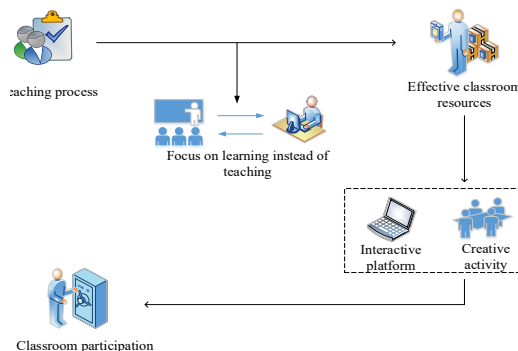 eaching process
Effective classroom
resources
Focus on learning instead of
teaching
Interactive
platform
Creative
activity
Classroom participation